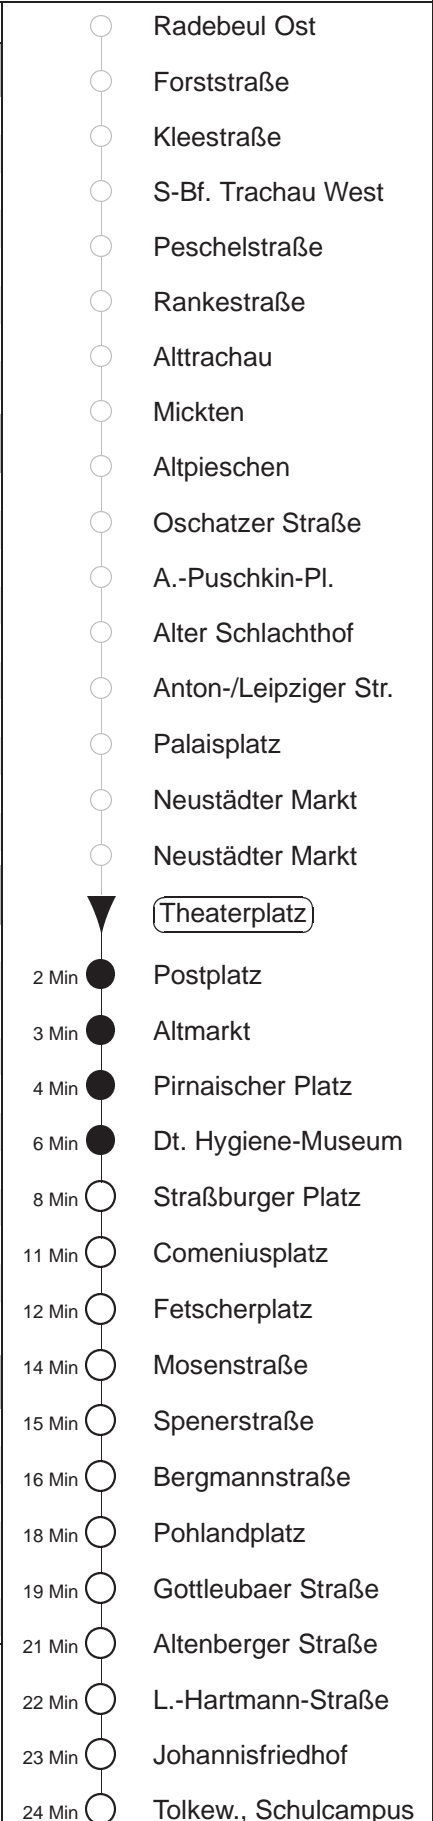 Radebeul Ost
Forststraße
Kleestraße
S-Bf. Trachau West
Peschelstraße
Rankestraße
Alttrachau
Mickten
Altpieschen
Oschatzer Straße
A.-Puschkin-Pl.
Alter Schlachthof
Anton-/Leipziger Str.
Palaisplatz
Neustädter Markt
Neustädter Markt
Theaterplatz
2 Min Postplatz
3 Min Altmarkt
4 Min Pirnaischer Platz
6 Min Dt. Hygiene-Museum
8 Min Straßburger Platz
11 Min Comeniusplatz
12 Min Fetscherplatz
14 Min Mosenstraße
15 Min Spenerstraße
16 Min Bergmannstraße
18 Min Pohlandplatz
19 Min Gottleubaer Straße
21 Min Altenberger Straße
22 Min L.-Hartmann-Straße
23 Min Johannisfriedhof
24 Min Tolkew., Schulcampus